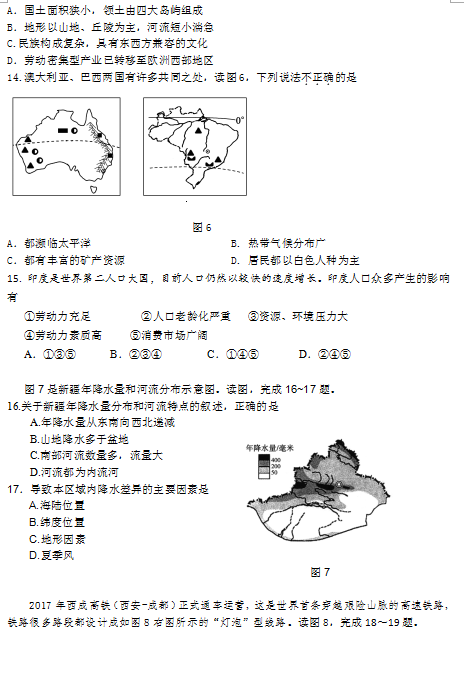 A．国土面积狭小，领土由四大岛屿组成
B．地形以山地、丘陵为主，河流短小湍急
C．民族构成复杂，具有东西方兼容的文化
D．劳动密集型产业已转移至欧洲西部地区
14.澳大利亚、巴西两国有许多共同之处，读图6，下列说法不正确的是
0°
图6
A．都濒临太平洋 B．热带气候分布广
C．都有丰富的矿产资源 D．居民都以白色人种为主
15. 印度是世界第二人口大国，目前人口仍然以较快的速度增长。印度人口众多产生的影响
有
①劳动力充足 ②人口老龄化严重 ③资源、环境压力大
④劳动力素质高 ⑤消费市场广阔
A．①③⑤ B．②③④ C．①④⑤ D．②④⑤
图7是新疆年降水量和河流分布示意图。读图，完成16~17题。
16.关于新疆年降水量分布和河流特点的叙述，正确的是
A.年降水量从东南向西北递减
B.山地降水多于盆地
C.南部河流数量多，流量大
D.河流都为内流河
年降水量/毫米
400
200
50
17．导致本区域内降水差异的主要因素是
A.海陆位置
B.纬度位置
C.地形因素
D.夏季风
图7
2017年西成高铁（西安-成都）正式通车运营，这是世界首条穿越艰险山脉的高速铁路，
铁路很多路段都设计成如图8右图所示的“灯泡”型线路。读图8，完成18～19题。